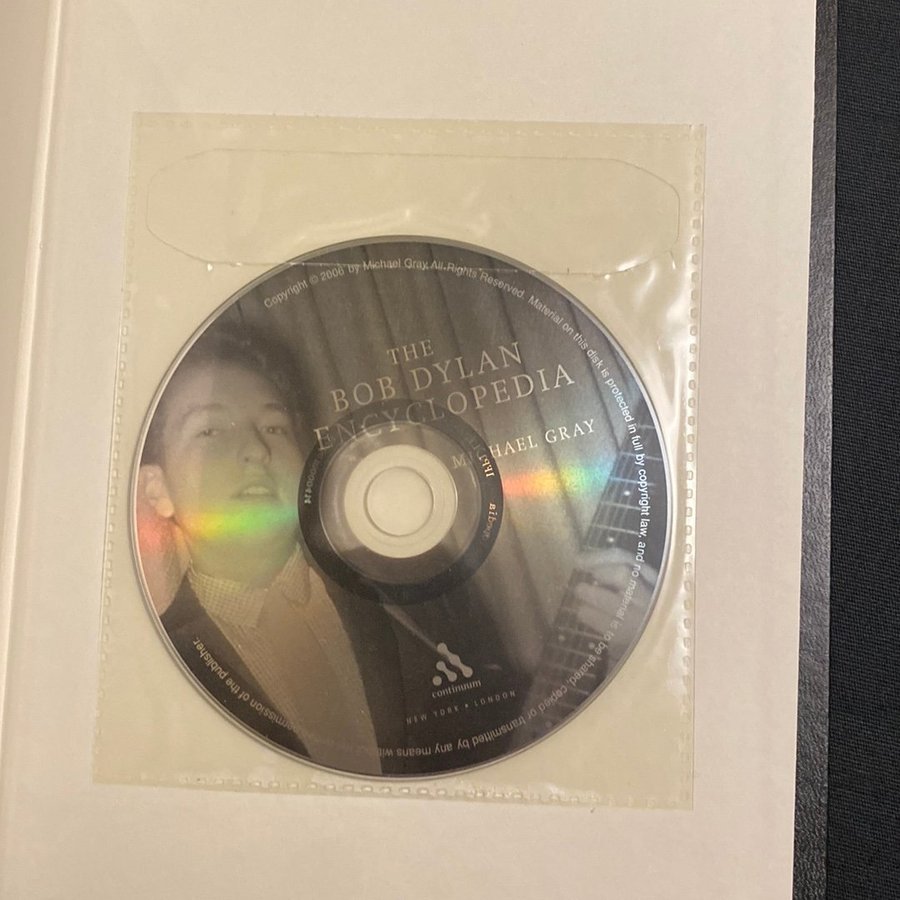 Copyright © 2006 by Michael Gray. All Rights Reserved. Material on this disk is protected in full by copyright law, and no material is to be shared, copied or transmitted by any means permission of the publisher.
THE
BOB DYLAN
ENCYCLOPEDIA
MICHAEL GRAY
continuum
NEW YORK • LONDON